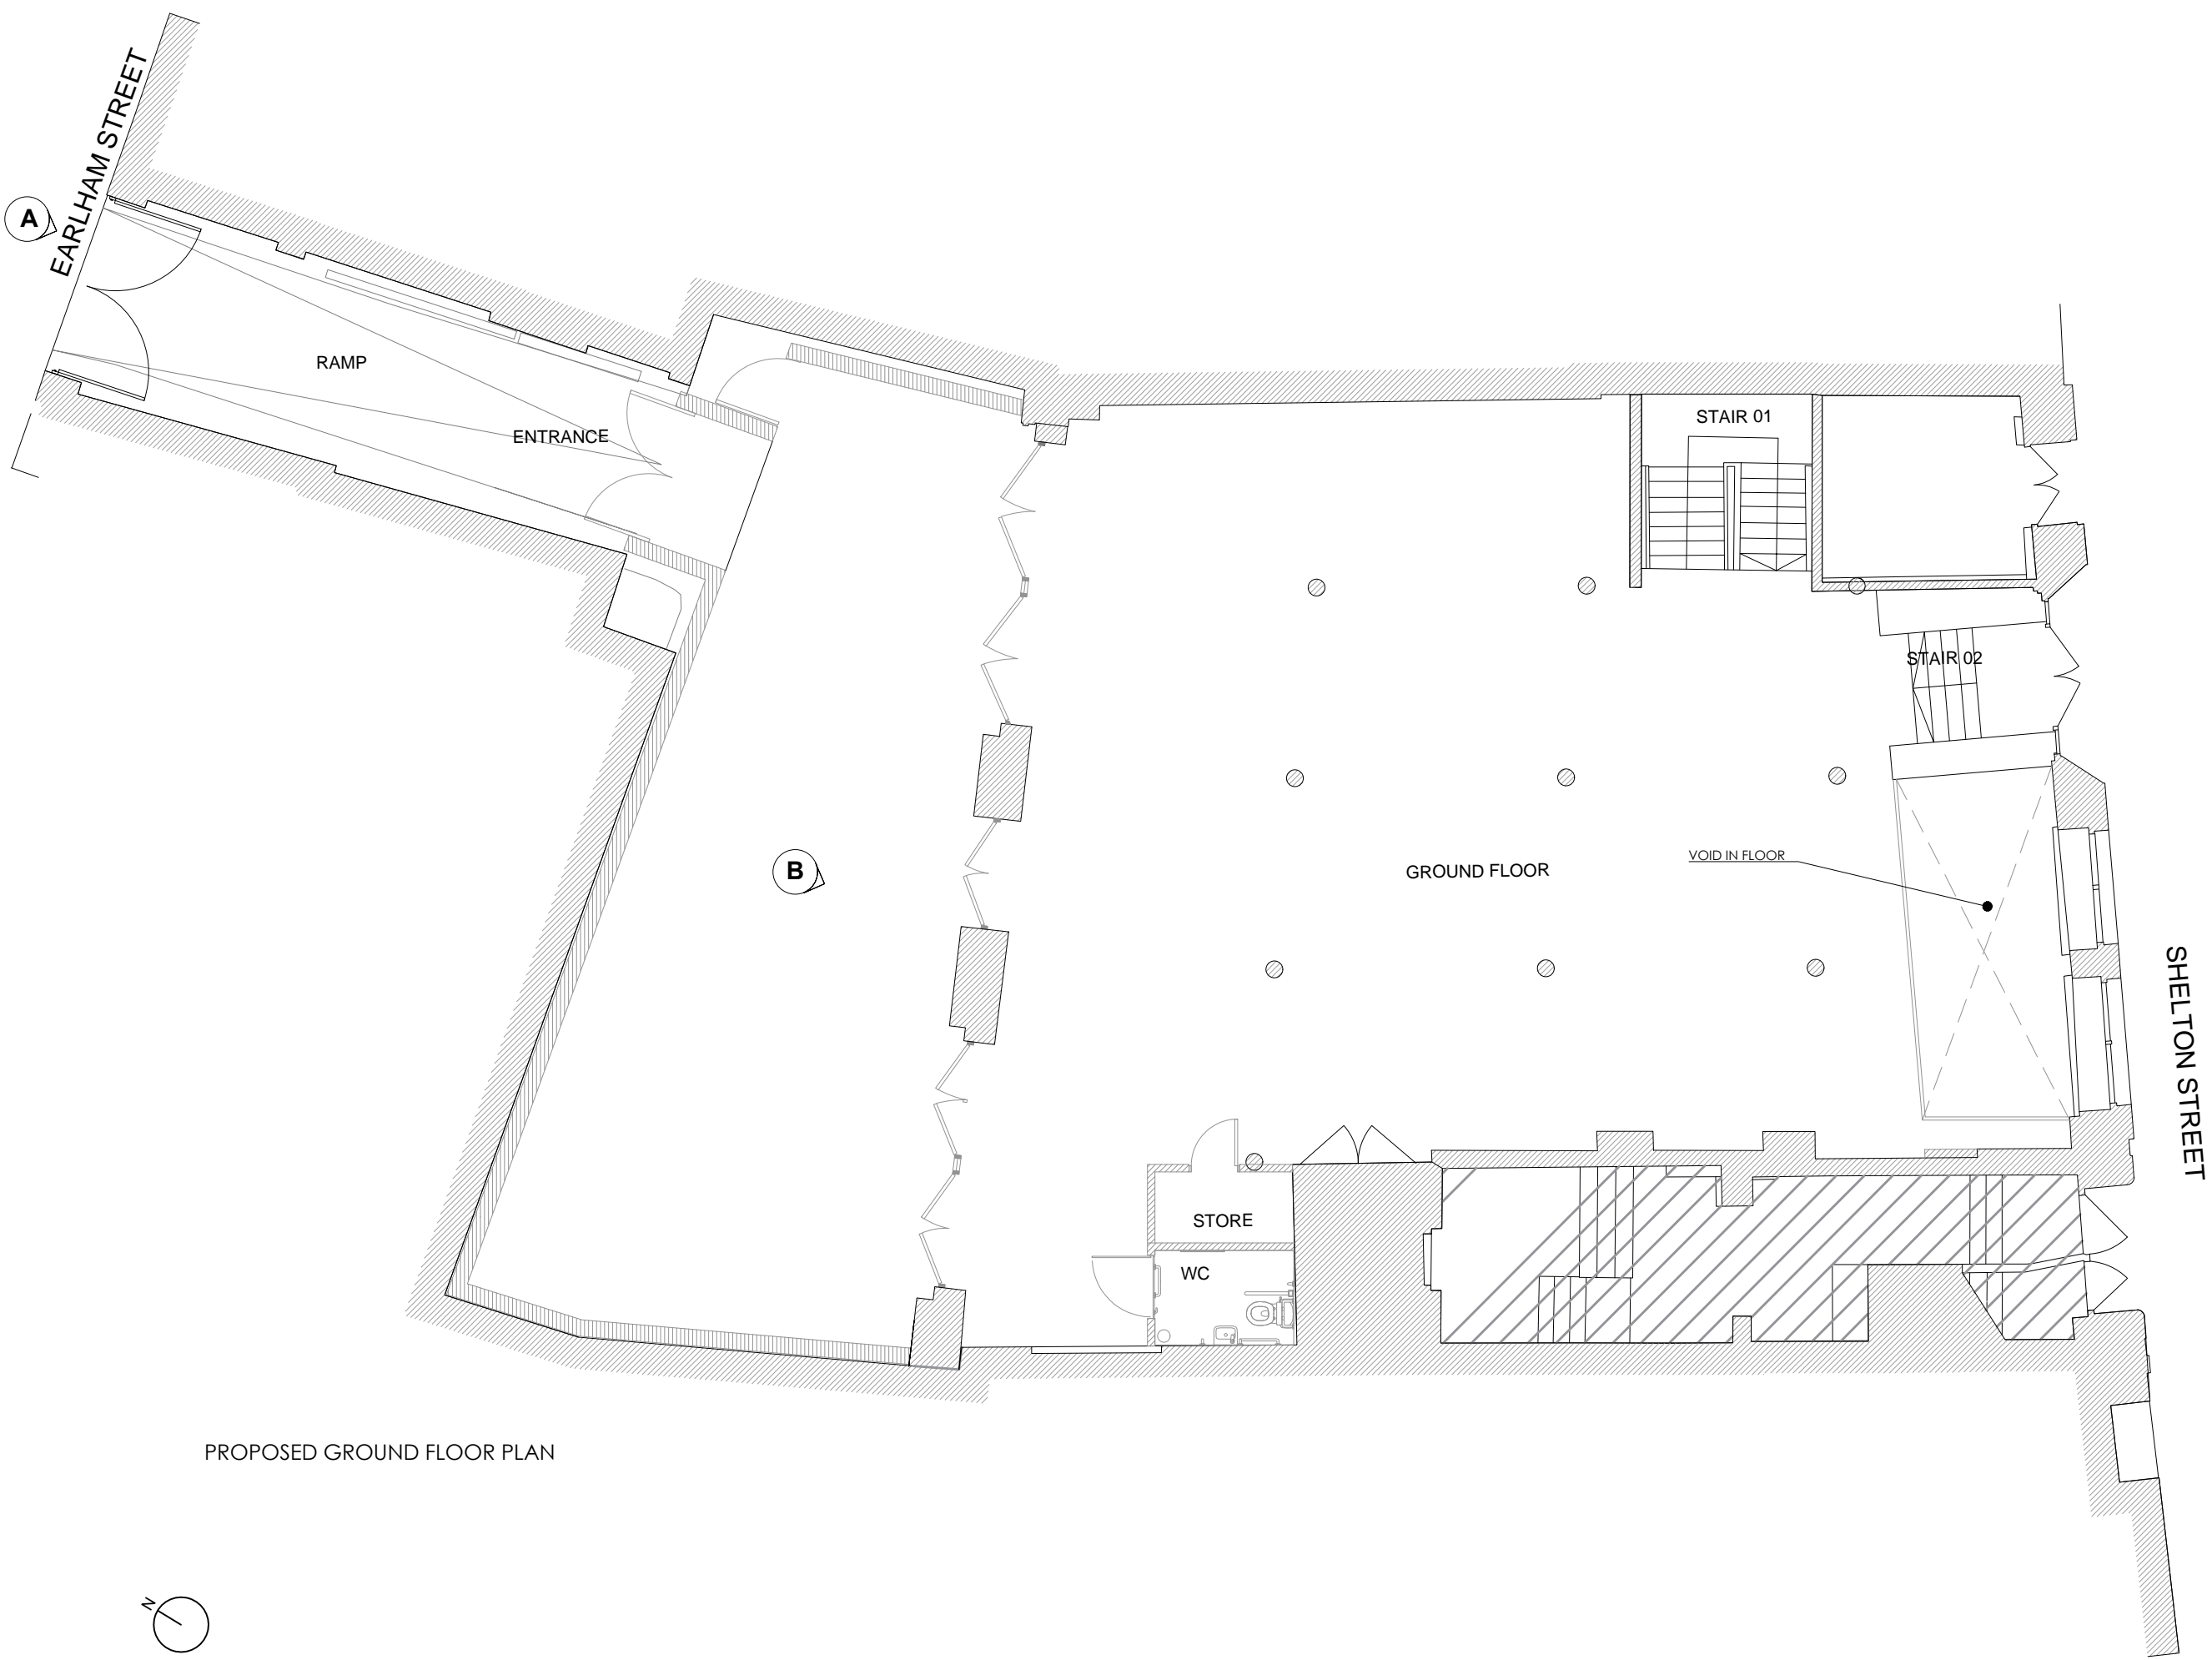 EARLHAM STREET
A
RAMP
ENTRANCE
STAIR 01
STAIR 02
VOID IN FLOOR
B
GROUND FLOOR
SHELTON STREET
STORE
WC
PROPOSED GROUND FLOOR PLAN
N